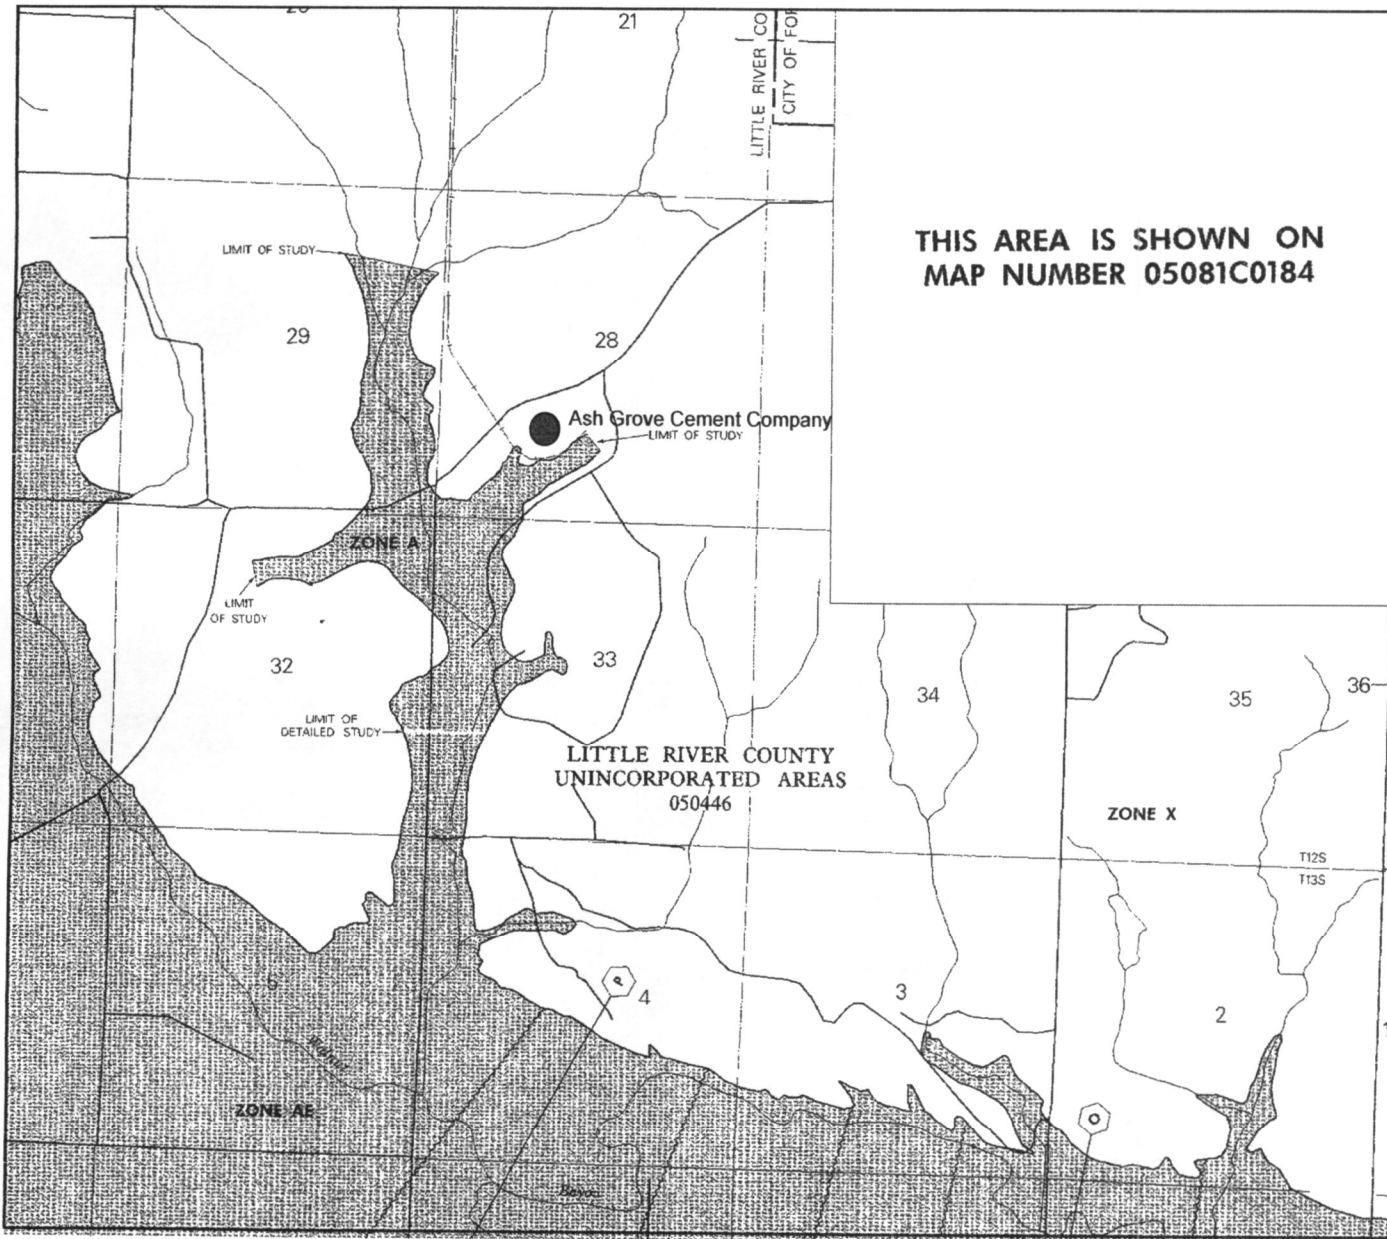 21
LITTLE RIVER CO
CITY OF FOR
THIS AREA IS SHOWN ON
MAP NUMBER 05081C0184
LIMIT OF STUDY
29
28
Ash Grove Cement Company
LIMIT OF STUDY
ZONE A
LIMIT
OF STUDY
32
33
34
35
36
LIMIT OF
DETAILED STUDY
LITTLE RIVER COUNTY
UNINCORPORATED AREAS
050446
ZONE X
T12S
T13S
P
4
3
2
5
ZONE AE
O
Bayou